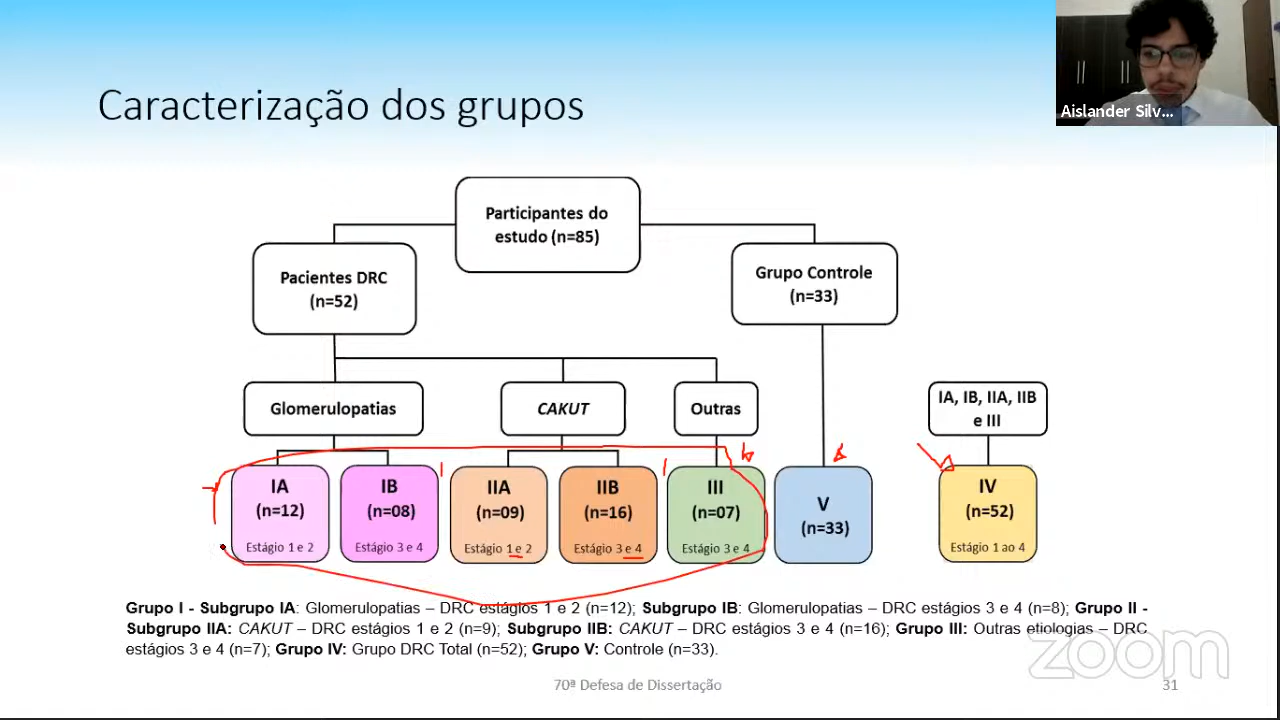 Caracterização dos grupos
Aislander Silv...
Participantes do
estudo (n=85)
Pacientes DRC
(n=52)
Grupo Controle
(n=33)
Glomerulopatias
CAKUT
Outras
IA, IB, IIA, IIB
e III
IA
(n=12)
Estágio 1 e 2
IB
(n=08)
Estágio 3 e 4
IIA
(n=09)
Estágio 1 e 2
IIB
(n=16)
Estágio 3 e 4
III
(n=07)
Estágio 3 e 4
V
(n=33)
IV
(n=52)
Estágio 1 ao 4
Grupo I - Subgrupo IA: Glomerulopatias – DRC estágios 1 e 2 (n=12); Subgrupo IB: Glomerulopatias – DRC estágios 3 e 4 (n=8); Grupo II -
Subgrupo IIA: CAKUT – DRC estágios 1 e 2 (n=9); Subgrupo IIB: CAKUT – DRC estágios 3 e 4 (n=16); Grupo III: Outras etiologias – DRC
estágios 3 e 4 (n=7); Grupo IV: Grupo DRC Total (n=52); Grupo V: Controle (n=33).
zoom
70ª Defesa de Dissertação
31